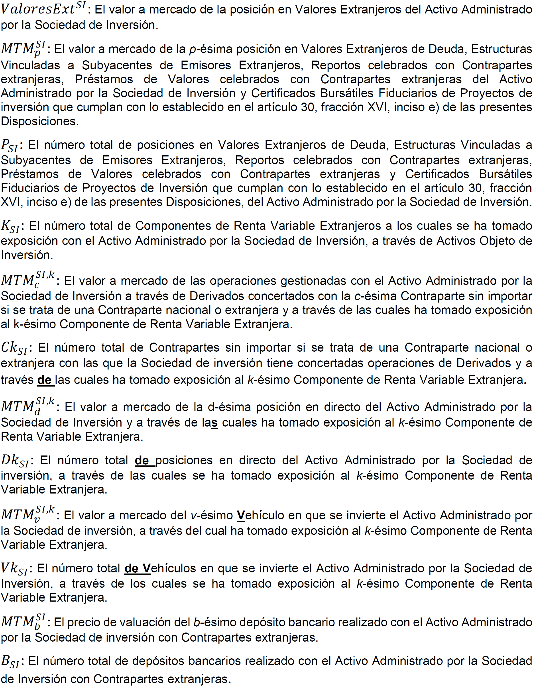 ValoresExt^SI: El valor a mercado de la posición en Valores Extranjeros del Activo Administrado
por la Sociedad de Inversión.
MTM_p^SI: El valor a mercado de la p-ésima posición en Valores Extranjeros de Deuda, Estructuras
Vinculadas a Subyacentes de Emisores Extranjeros, Reportos celebrados con Contrapartes
extranjeras, Préstamos de Valores celebrados con Contrapartes extranjeras del Activo
Administrado por la Sociedad de Inversión y Certificados Bursátiles Fiduciarios de Proyectos de
inversión que cumplan con lo establecido en el artículo 30, fracción XVI, inciso e) de las presentes
Disposiciones.
P_SI: El número total de posiciones en Valores Extranjeros de Deuda, Estructuras Vinculadas a
Subyacentes de Emisores Extranjeros, Reportos celebrados con Contrapartes extranjeras,
Préstamos de Valores celebrados con Contrapartes extranjeras y Certificados Bursátiles
Fiduciarios de Proyectos de Inversión que cumplan con lo establecido en el artículo 30, fracción
XVI, inciso e) de las presentes Disposiciones, del Activo Administrado por la Sociedad de Inversión.
K_SI: El número total de Componentes de Renta Variable Extranjeros a los cuales se ha tomado
exposición con el Activo Administrado por la Sociedad de Inversión, a través de Activos Objeto de
Inversión.
MTM_c^SI,k: El valor a mercado de las operaciones gestionadas con el Activo Administrado por la
Sociedad de Inversión a través de Derivados concertados con la c-ésima Contraparte sin importar
si se trata de una Contraparte nacional o extranjera y a través de las cuales ha tomado exposición
al k-ésimo Componente de Renta Variable Extranjera.
Ck_SI: El número total de Contrapartes sin importar si se trata de una Contraparte nacional o
extranjera con las que la Sociedad de inversión tiene concertadas operaciones de Derivados y a
través de las cuales ha tomado exposición al k-ésimo Componente de Renta Variable Extranjera.
MTM_d^SI,k: El valor a mercado de la d-ésima posición en directo del Activo Administrado por la
Sociedad de Inversión y a través de las cuales ha tomado exposición al k-ésimo Componente de
Renta Variable Extranjera.
Dk_SI: El número total de posiciones en directo del Activo Administrado por la Sociedad de
inversión, a través de las cuales se ha tomado exposición al k-ésimo Componente de Renta
Variable Extranjera.
MTM_v^SI,k: El valor a mercado del v-ésimo Vehículo en que se invierte el Activo Administrado por
la Sociedad de inversión, a través del cual ha tomado exposición al k-ésimo Componente de Renta
Variable Extranjera.
Vk_SI: El número total de Vehículos en que se invierte el Activo Administrado por la Sociedad de
Inversión, a través de los cuales se ha tomado exposición al k-ésimo Componente de Renta
Variable Extranjera.
MTM_b^SI: El precio de valuación del b-ésimo depósito bancario realizado con el Activo Administrado
por la Sociedad de inversión con Contrapartes extranjeras.
B_SI: El número total de depósitos bancarios realizado con el Activo Administrado por la Sociedad
de Inversión con Contrapartes extranjeras.